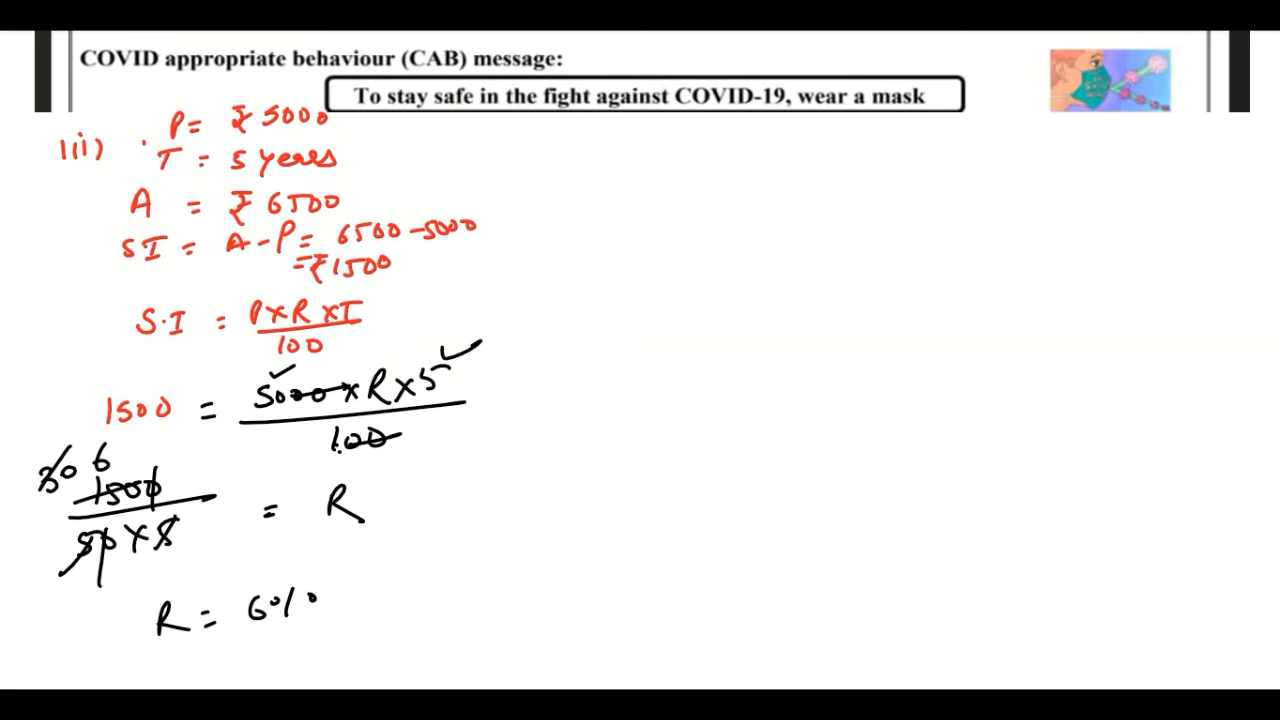 COVID appropriate behaviour (CAB) message:
To stay safe in the fight against COVID-19, wear a mask
iii) P = ₹ 5000
T = 5 years
A = ₹ 6500
SI = A - P = 6500 - 5000
= ₹ 1500
S.I = P x R x T
100
1500 = 5000 x R x 5
100
30 6
1500 = R
50 x 5
R = 6%